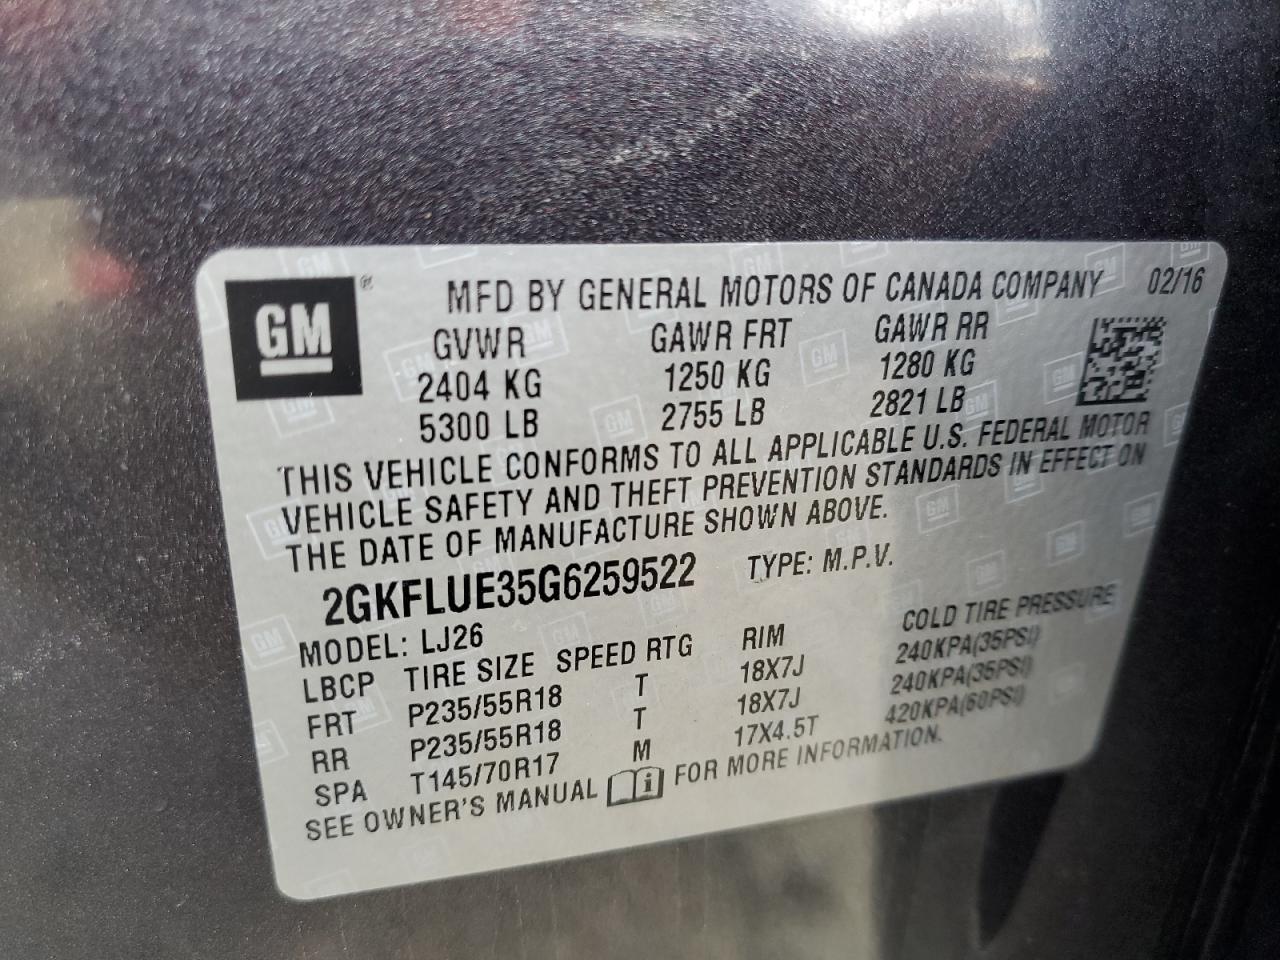 GM ® MFD BY GENERAL MOTORS OF CANADA COMPANY 02/16
GVWR GAWR FRT GAWR RR
2404 KG 1250 KG 1280 KG
5300 LB 2755 LB 2821 LB
THIS VEHICLE CONFORMS TO ALL APPLICABLE U.S. FEDERAL MOTOR
VEHICLE SAFETY AND THEFT PREVENTION STANDARDS IN EFFECT ON
THE DATE OF MANUFACTURE SHOWN ABOVE.
2GKFLUE35G6259522 TYPE: M.P.V.
MODEL: LJ26
LBCP TIRE SIZE SPEED RTG RIM COLD TIRE PRESSURE
FRT P235/55R18 T 18X7J 240KPA(35PSI)
RR P235/55R18 T 18X7J 240KPA(35PSI)
SPA T145/70R17 M 17X4.5T 420KPA(60PSI)
SEE OWNER'S MANUAL i FOR MORE INFORMATION.